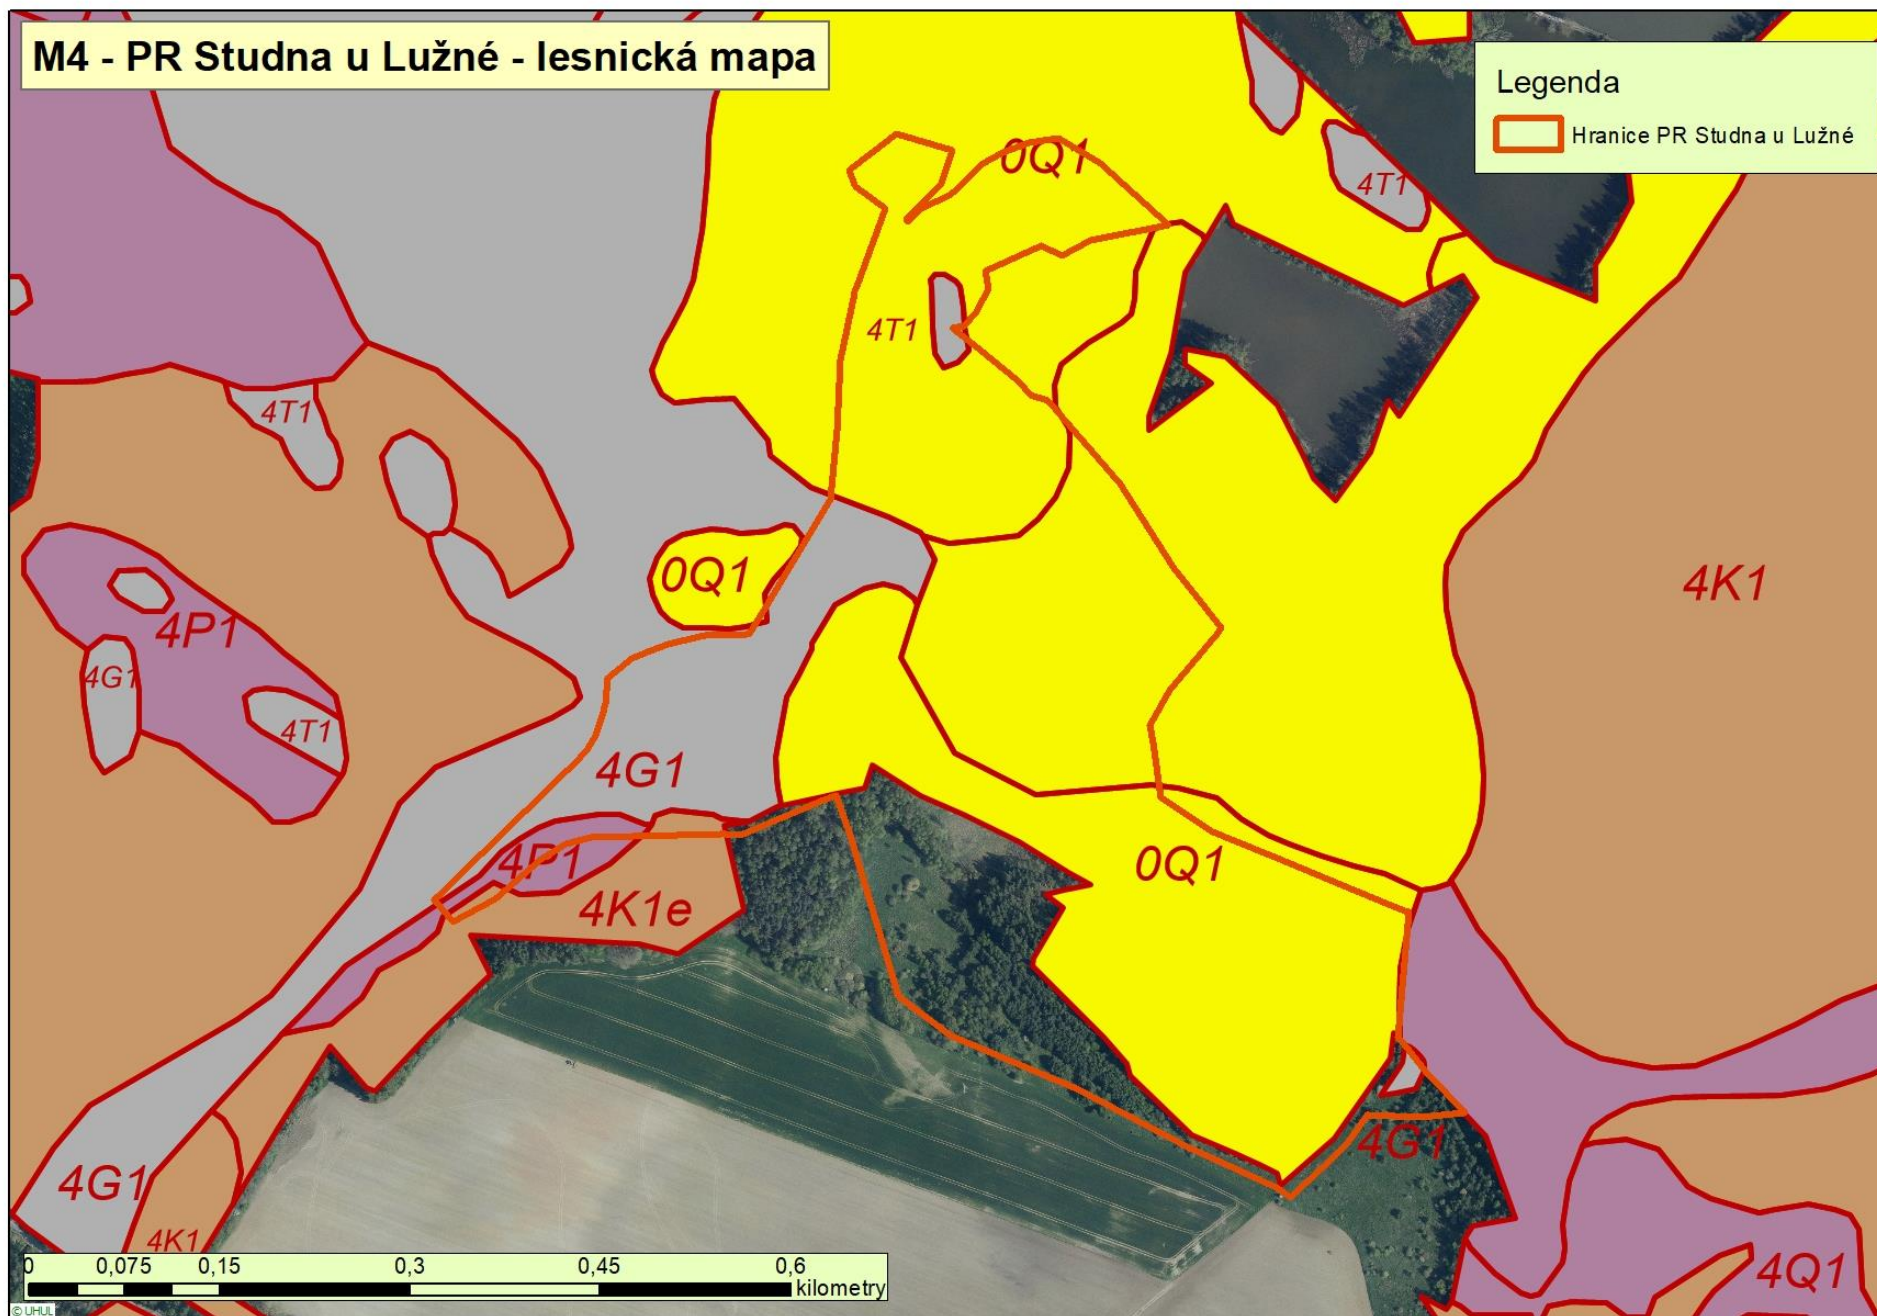 M4 - PR Studna u Lužné - lesnická mapa
Legenda
Hranice PR Studna u Lužné
0Q1
4T1
4T1
4T1
0Q1
4K1
4P1
4G1
4T1
4G1
4P1
0Q1
4K1e
4G1
4G1
4K1
4Q1
0 0,075 0,15 0,3 0,45 0,6
kilometry
© UHUL